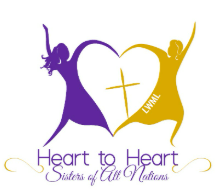 LWML
Heart to Heart
Sisters of All Nations